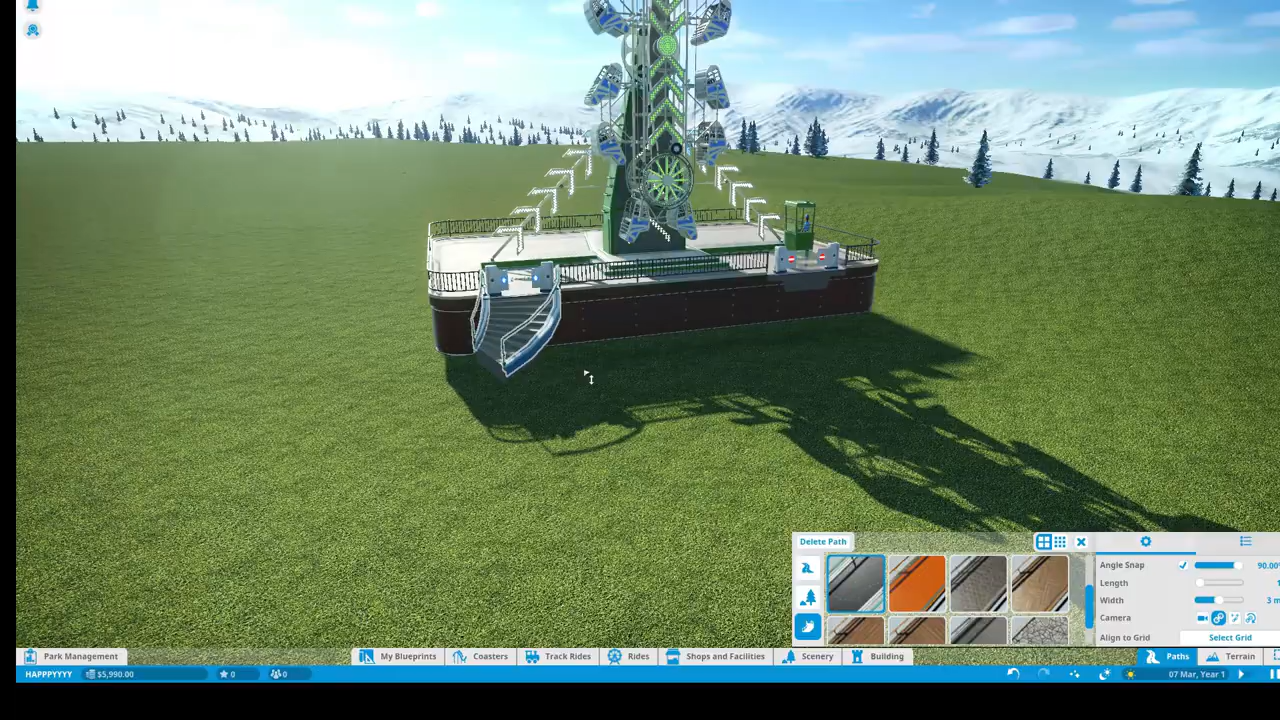 Delete Path
Angle Snap 90.00°
Length 1
Width 3 m
Camera
Align to Grid Select Grid
Park Management My Blueprints Coasters Track Rides Rides Shops and Facilities Scenery Building Paths Terrain
HAPPPYYYY $5,990.00 0 0 07 Mar, Year 1